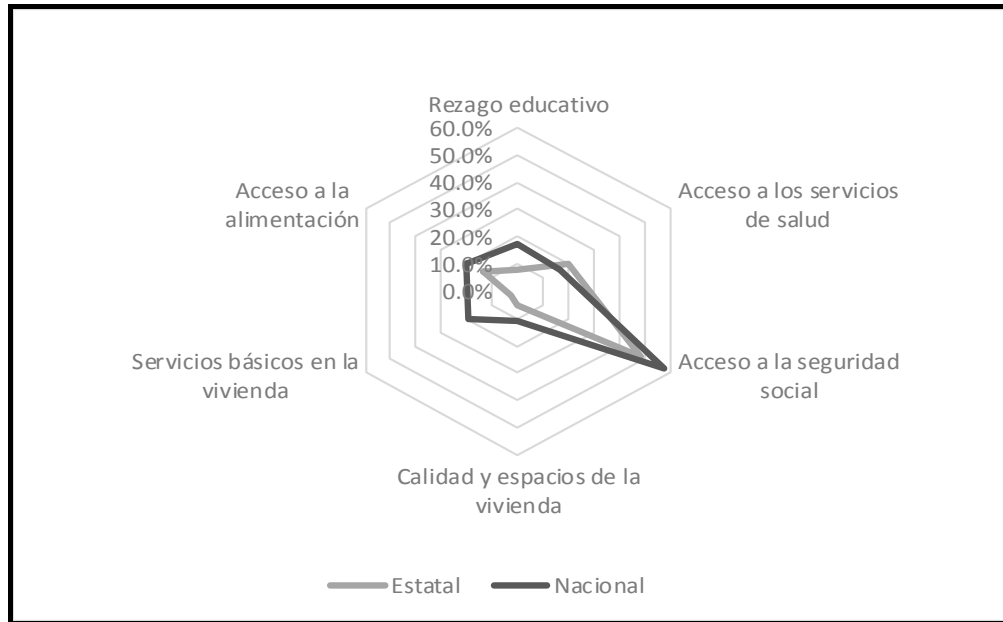 Rezago educativo
60.0%
50.0%
40.0%
30.0%
20.0%
10.0%
0.0%
Acceso a los servicios
de salud
Acceso a la seguridad
social
Calidad y espacios de la
vivienda
Servicios básicos en la
vivienda
Acceso a la
alimentación
Estatal
Nacional